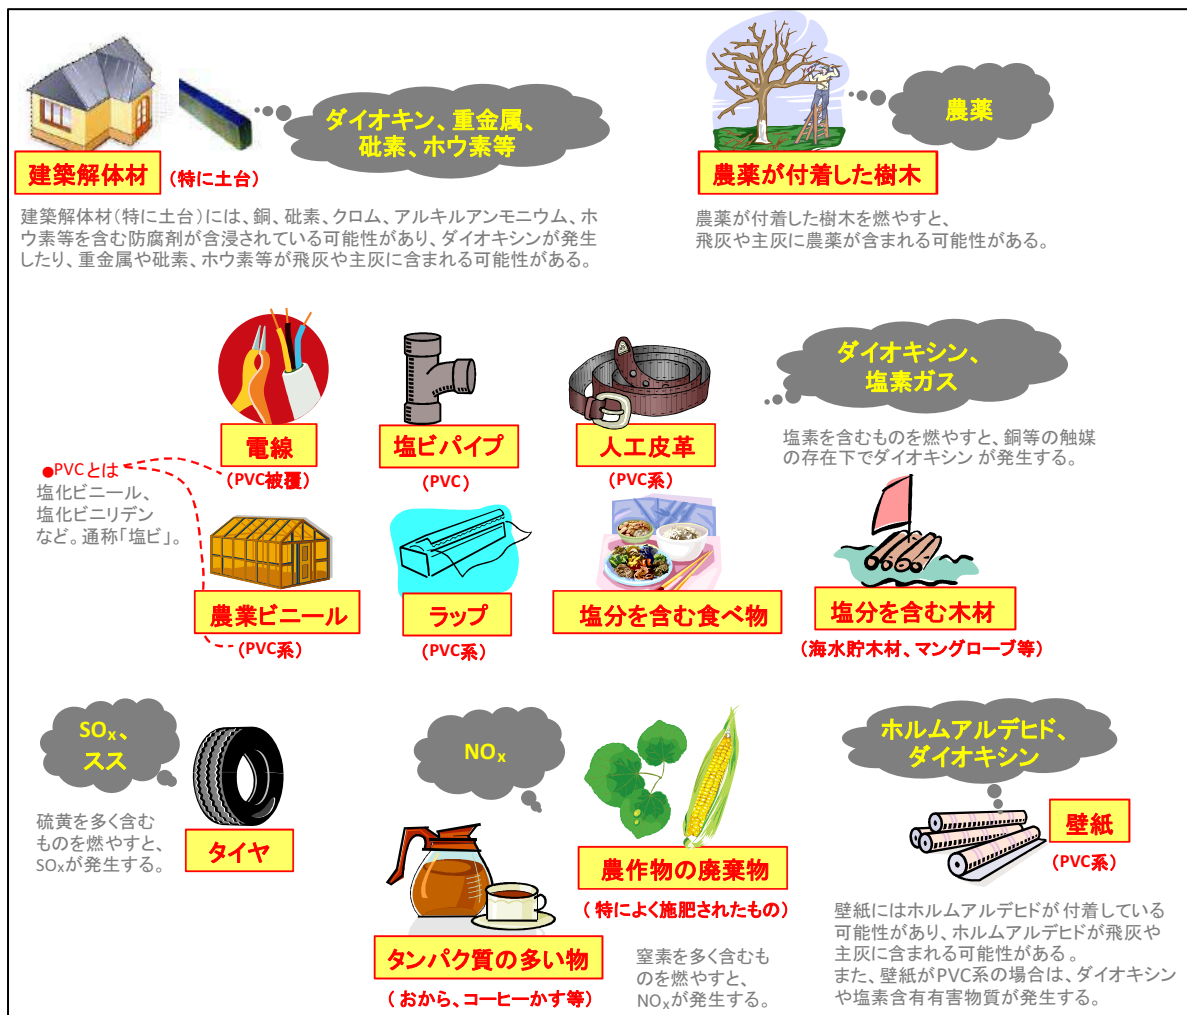 ダイオキン、重金属、
砒素、ホウ素等
建築解体材
(特に土台)
建築解体材(特に土台)には、銅、砒素、クロム、アルキルアンモニウム、ホ
ウ素等を含む防腐剤が含浸されている可能性があり、ダイオキシンが発生
したり、重金属や砒素、ホウ素等が飛灰や主灰に含まれる可能性がある。
農薬
農薬が付着した樹木
農薬が付着した樹木を燃やすと、
飛灰や主灰に農薬が含まれる可能性がある。
電線
(PVC被覆)
塩ビパイプ
(PVC)
人工皮革
(PVC系)
ダイオキシン、
塩素ガス
塩素を含むものを燃やすと、銅等の触媒
の存在下でダイオキシン が発生する。
●PVCとは
塩化ビニール、
塩化ビニリデン
など。通称「塩ビ」。
農業ビニール
(PVC系)
ラップ
(PVC系)
塩分を含む食べ物
塩分を含む木材
(海水貯木材、マングローブ等)
SOx、
スス
タイヤ
硫黄を多く含む
ものを燃やすと、
SOxが発生する。
NOx
農作物の廃棄物
(特によく施肥されたもの)
タンパク質の多い物
(おから、コーヒーかす等)
窒素を多く含むも
のを燃やすと、
NOxが発生する。
ホルムアルデヒド、
ダイオキシン
壁紙
(PVC系)
壁紙にはホルムアルデヒドが付着している
可能性があり、ホルムアルデヒドが飛灰や
主灰に含まれる可能性がある。
また、壁紙がPVC系の場合は、ダイオキシン
や塩素含有有害物質が発生する。